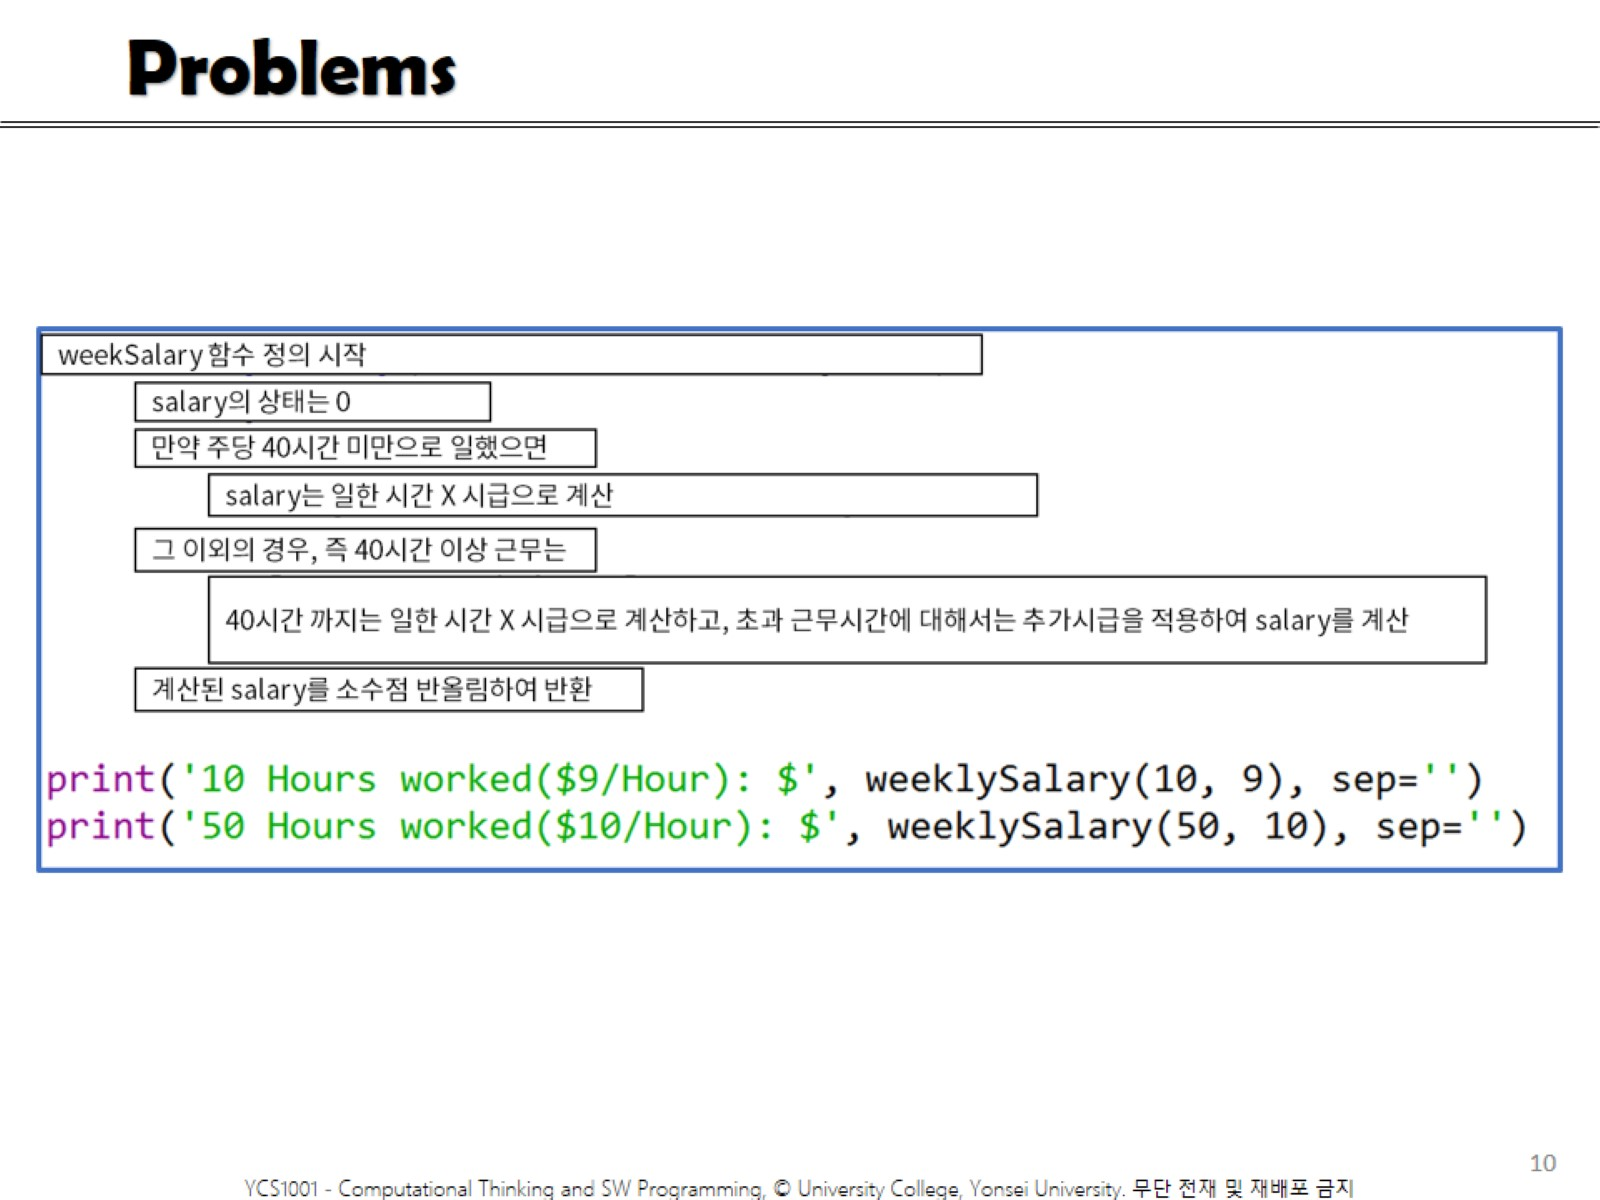 Problems
weekSalary 함수 정의 시작
salary의 상태는 0
만약 주당 40시간 미만으로 일했으면
salary는 일한 시간 X 시급으로 계산
그 이외의 경우, 즉 40시간 이상 근무는
40시간 까지는 일한 시간 X 시급으로 계산하고, 초과 근무시간에 대해서는 추가시급을 적용하여 salary를 계산
계산된 salary를 소수점 반올림하여 반환
print('10 Hours worked($9/Hour): $', weeklySalary(10, 9), sep='')
print('50 Hours worked($10/Hour): $', weeklySalary(50, 10), sep='')
10
YCS1001 - Computational Thinking and SW Programming, © University College, Yonsei University. 무단 전재 및 재배포 금지